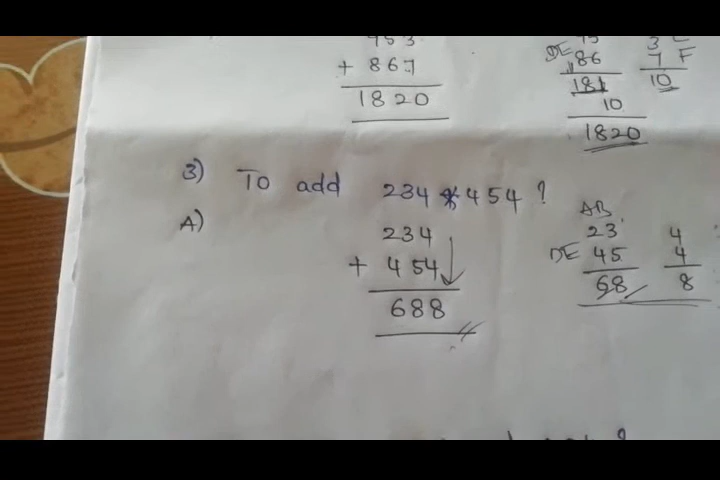 953
+ 867
1820
DE 86
181
10
1820
3
7 F
10
3) To add 234 * 454 ?
A)
234
+ 454
688
AB
23
DE 45
68
4
4
8